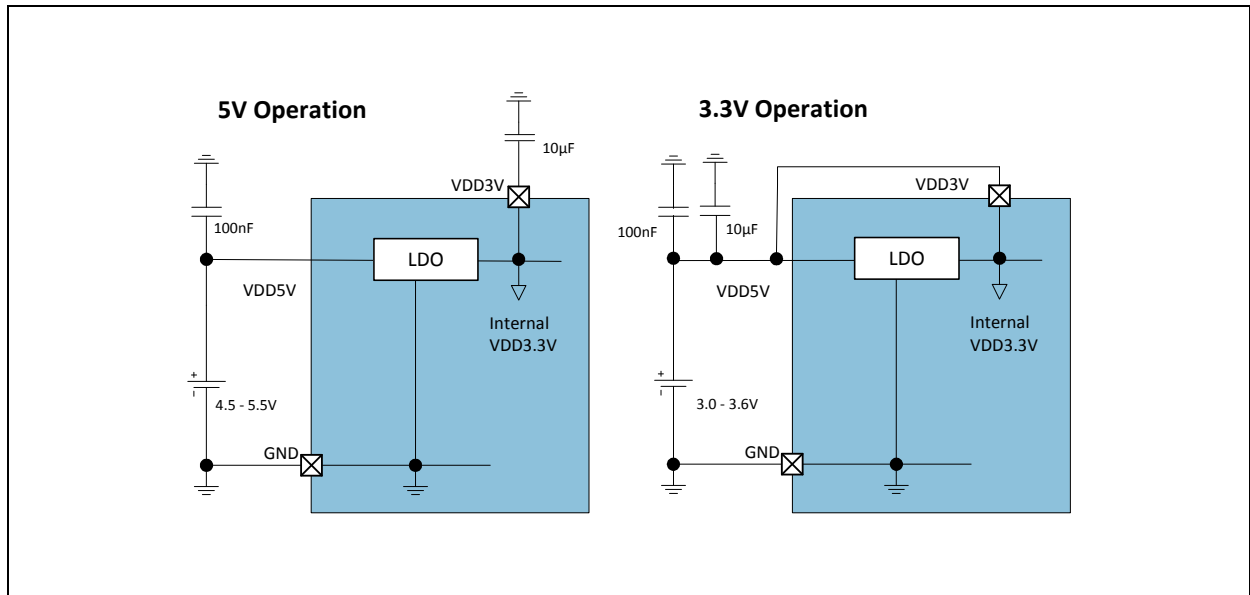 5V Operation
10µF
VDD3V
100nF
LDO
VDD5V
Internal
VDD3.3V
+
-
4.5 - 5.5V
GND
3.3V Operation
VDD3V
100nF
10µF
LDO
VDD5V
Internal
VDD3.3V
+
-
3.0 - 3.6V
GND